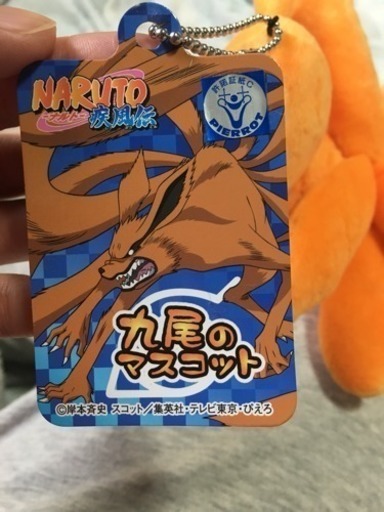 NARUTO
-ナルト-
疾風伝
許諾証紙C
PIERROT
九尾の
マスコット
©岸本斉史 スコット/集英社・テレビ東京・ぴえろ